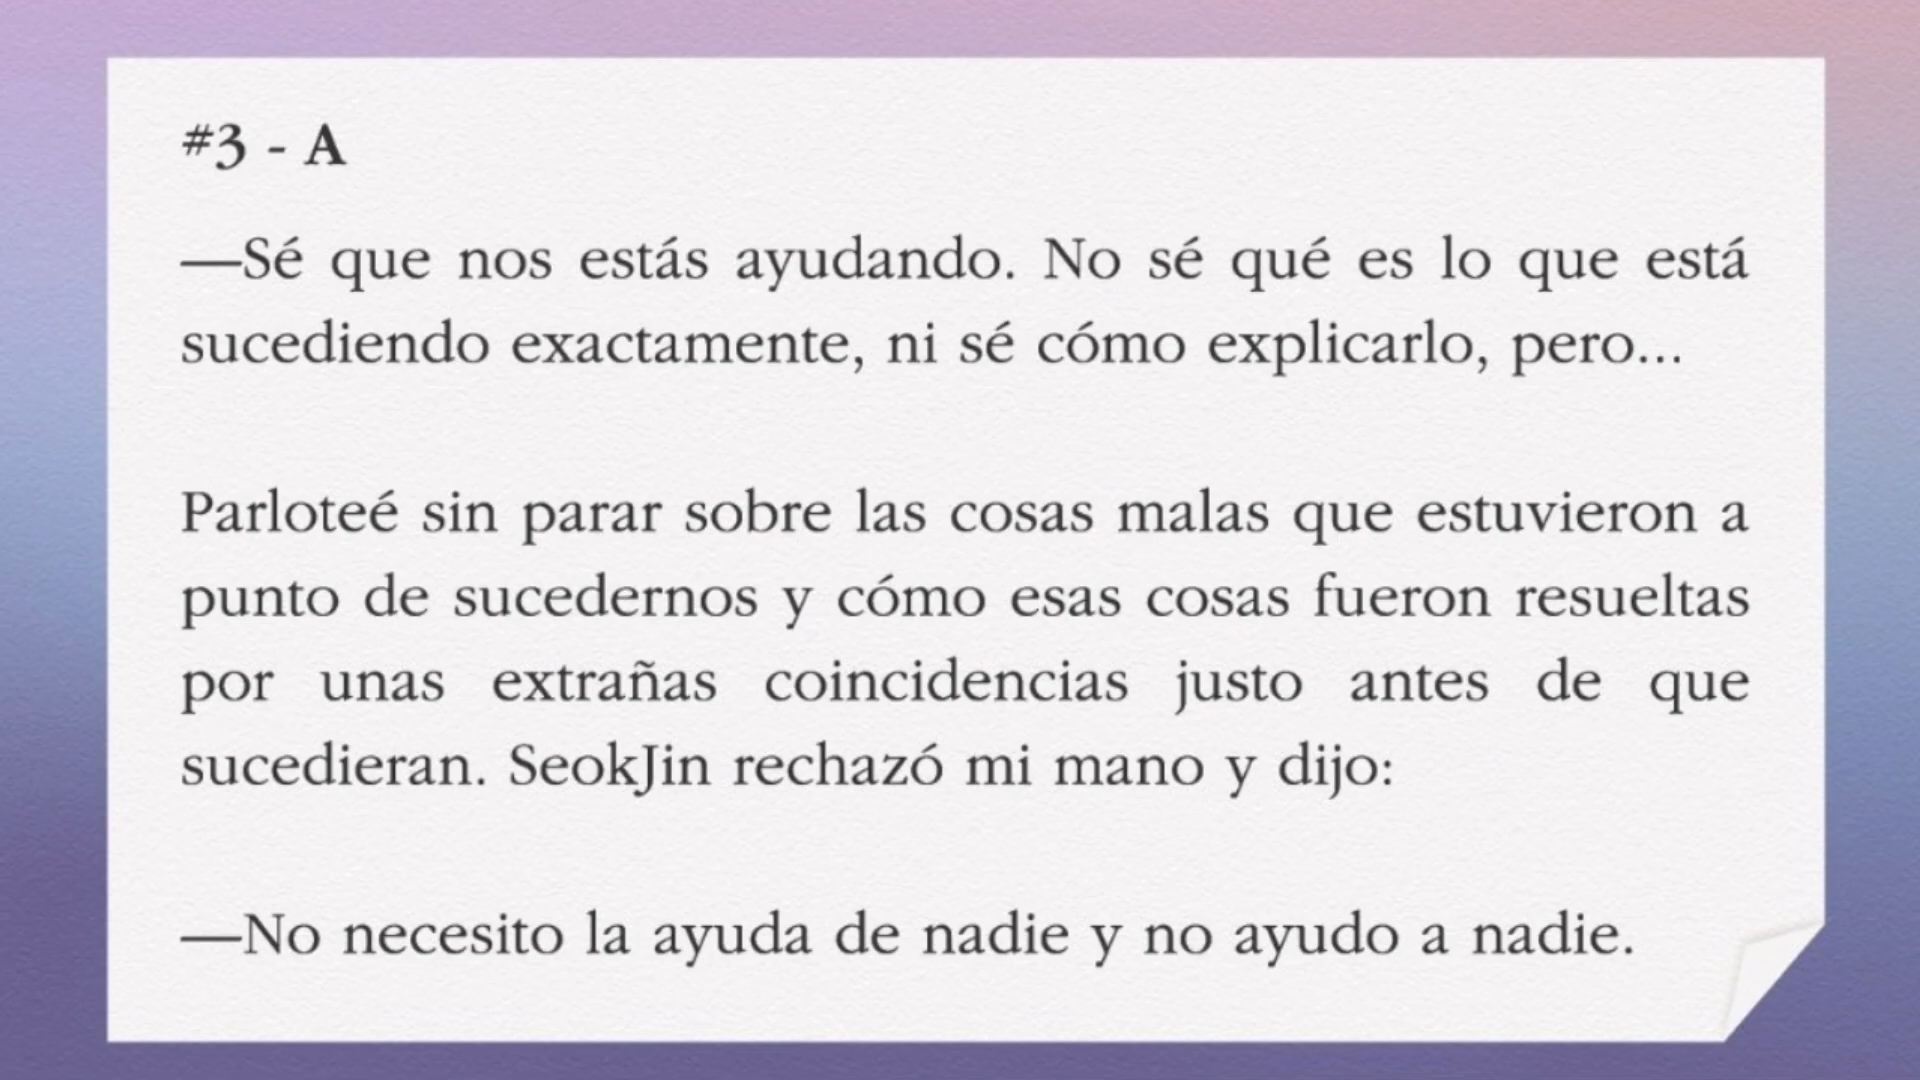 #3 - A
—Sé que nos estás ayudando. No sé qué es lo que está
sucediendo exactamente, ni sé cómo explicarlo, pero...
Parloteé sin parar sobre las cosas malas que estuvieron a
punto de sucedernos y cómo esas cosas fueron resueltas
por unas extrañas coincidencias justo antes de que
sucedieran. SeokJin rechazó mi mano y dijo:
—No necesito la ayuda de nadie y no ayudo a nadie.